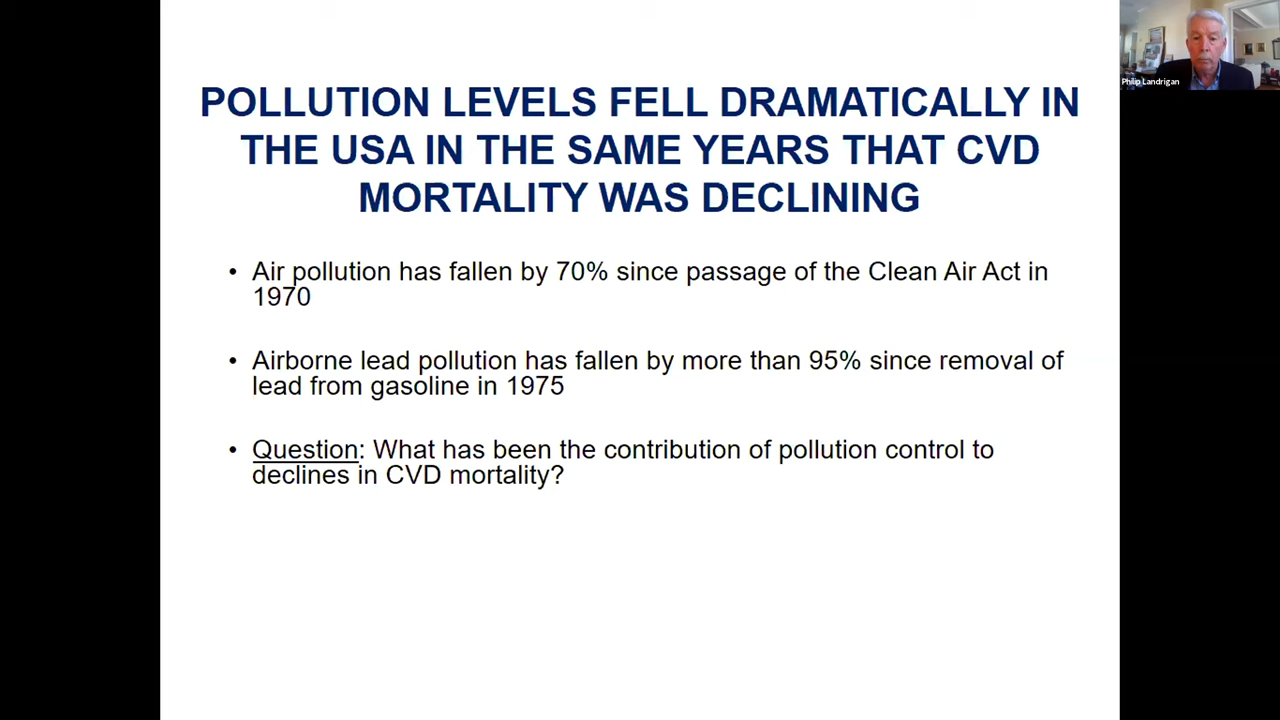 Philip Landrigan
POLLUTION LEVELS FELL DRAMATICALLY IN
THE USA IN THE SAME YEARS THAT CVD
MORTALITY WAS DECLINING
• Air pollution has fallen by 70% since passage of the Clean Air Act in
1970
• Airborne lead pollution has fallen by more than 95% since removal of
lead from gasoline in 1975
• Question: What has been the contribution of pollution control to
declines in CVD mortality?